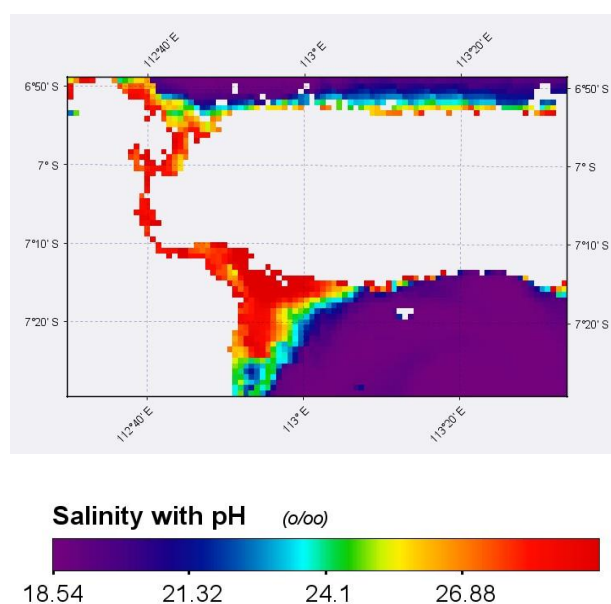 112°40' E 113° E 113°20' E
6°50' S 6°50' S
7° S 7° S
7°10' S 7°10' S
7°20' S 7°20' S
112°40' E 113° E 113°20' E
Salinity with pH (o/oo)
18.54 21.32 24.1 26.88